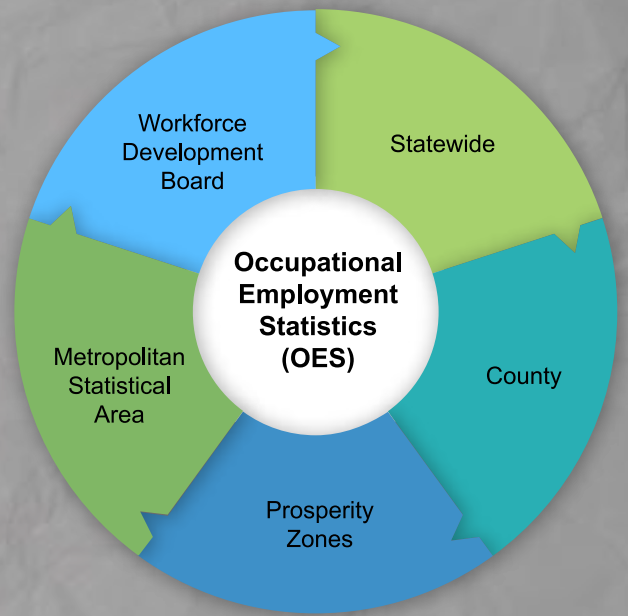 Workforce
Development
Board
Statewide
Occupational
Employment
Statistics
(OES)
Metropolitan
Statistical
Area
County
Prosperity
Zones